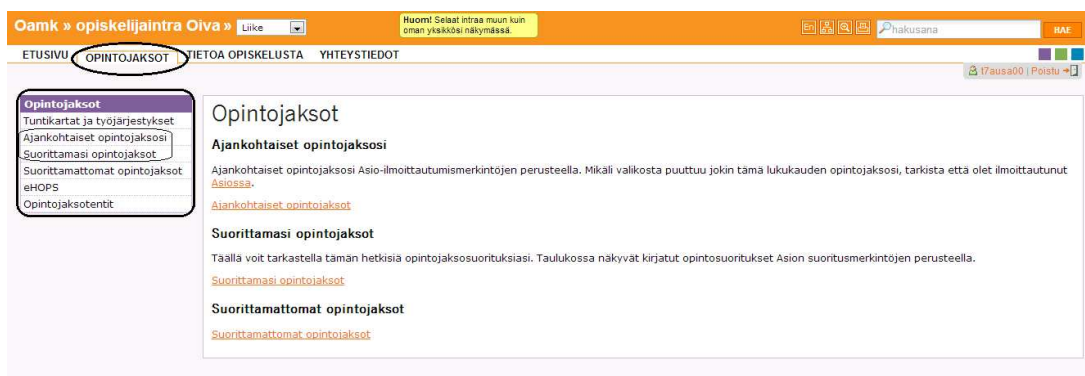 Oamk » opiskelijaintra Oiva » Liike
Huom! Selaat intraa muun kuin
oman yksikkösi näkymässä.
En
hakusana
HAE
ETUSIVU OPINTOJAKSOT TIETOA OPISKELUSTA YHTEYSTIEDOT
t7ausa00 | Poistu
Opintojaksot
Tuntikartat ja työjärjestykset
Ajankohtaiset opintojaksosi
Suorittamasi opintojaksot
Suorittamattomat opintojaksot
eHOPS
Opintojaksotentit
Opintojaksot
Ajankohtaiset opintojaksosi
Ajankohtaiset opintojaksosi Asio-ilmoittautumismerkintöjen perusteella. Mikäli valikosta puuttuu jokin tämä lukukauden opintojaksosi, tarkista että olet ilmoittautunut
Asiossa.
Ajankohtaiset opintojaksot
Suorittamasi opintojaksot
Täällä voit tarkastella tämän hetkisiä opintojaksosuorituksiasi. Taulukossa näkyvät kirjatut opintosuoritukset Asion suoritusmerkintöjen perusteella.
Suorittamasi opintojaksot
Suorittamattomat opintojaksot
Suorittamattomat opintojaksot